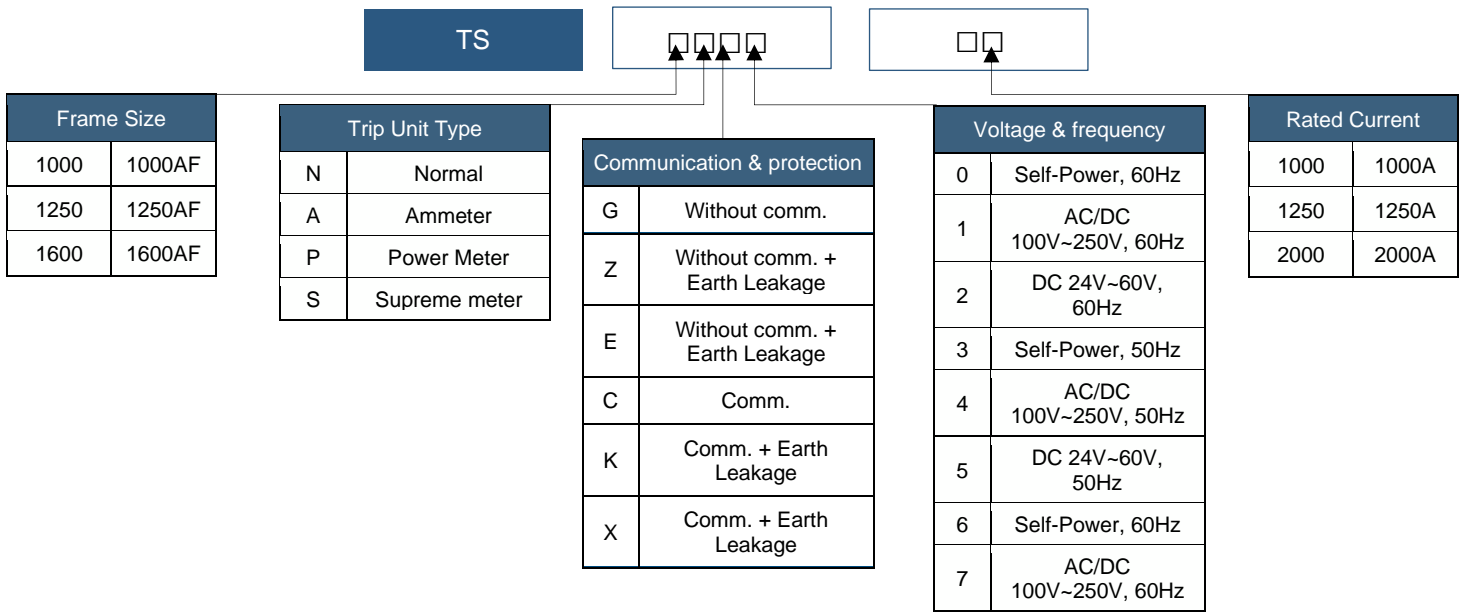 TS
□□□□
□□
Frame Size
1000 1000AF
1250 1250AF
1600 1600AF
Trip Unit Type
N Normal
A Ammeter
P Power Meter
S Supreme meter
Communication & protection
G Without comm.
Z Without comm. +
Earth Leakage
E Without comm. +
Earth Leakage
C Comm.
K Comm. + Earth
Leakage
X Comm. + Earth
Leakage
Voltage & frequency
0 Self-Power, 60Hz
1 AC/DC
100V~250V, 60Hz
2 DC 24V~60V,
60Hz
3 Self-Power, 50Hz
4 AC/DC
100V~250V, 50Hz
5 DC 24V~60V,
50Hz
6 Self-Power, 60Hz
7 AC/DC
100V~250V, 60Hz
Rated Current
1000 1000A
1250 1250A
2000 2000A